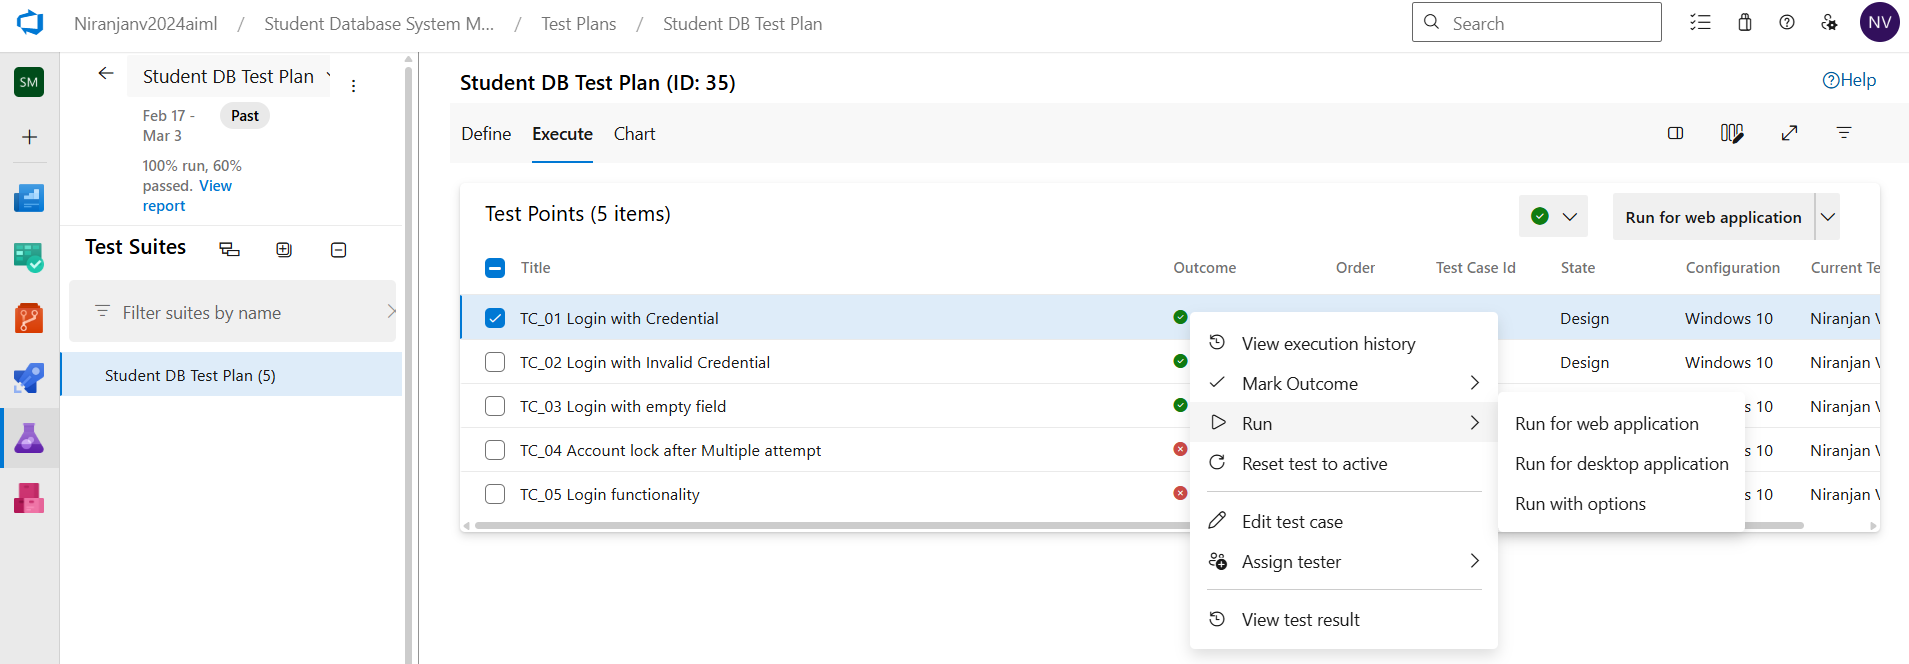 Niranjanv2024aiml / Student Database System M... / Test Plans / Student DB Test Plan
Search
NV
SM
Student DB Test Plan
Feb 17 -
Mar 3
Past
100% run, 60%
passed. View
report
Test Suites
Filter suites by name
Student DB Test Plan (5)
Student DB Test Plan (ID: 35)
Help
Define Execute Chart
Test Points (5 items)
Run for web application
Title Outcome Order Test Case Id State Configuration Current Te
TC_01 Login with Credential Design Windows 10 Niranjan V
TC_02 Login with Invalid Credential Design Windows 10 Niranjan V
TC_03 Login with empty field s 10 Niranjan V
TC_04 Account lock after Multiple attempt s 10 Niranjan V
TC_05 Login functionality s 10 Niranjan V
View execution history
Mark Outcome
Run
Reset test to active
Edit test case
Assign tester
View test result
Run for web application
Run for desktop application
Run with options